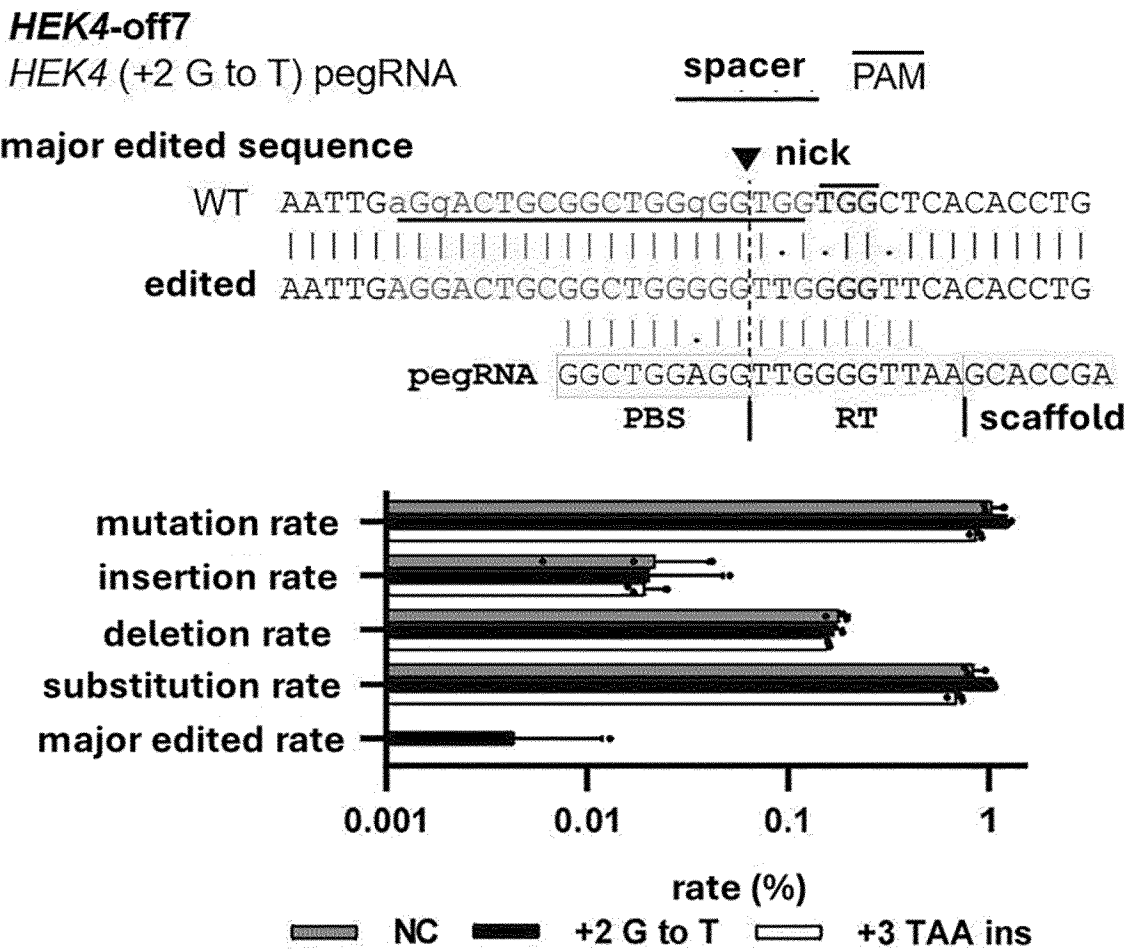 HEK4-off7
HEK4 (+2 G to T) pegRNA
spacer PAM
major edited sequence
nick
WT AATTGaGgACTGCGGCTGGgGGTGGTGGCTCACACCTG
edited AATTGAGGACTGCGGCTGGGGGTTGGGGTTCACACCTG
pegRNA GGCTGGAGGTTGGGGTTAAGCACCGA
PBS RT scaffold
mutation rate
insertion rate
deletion rate
substitution rate
major edited rate
0.001 0.01 0.1 1
rate (%)
NC +2 G to T +3 TAA ins